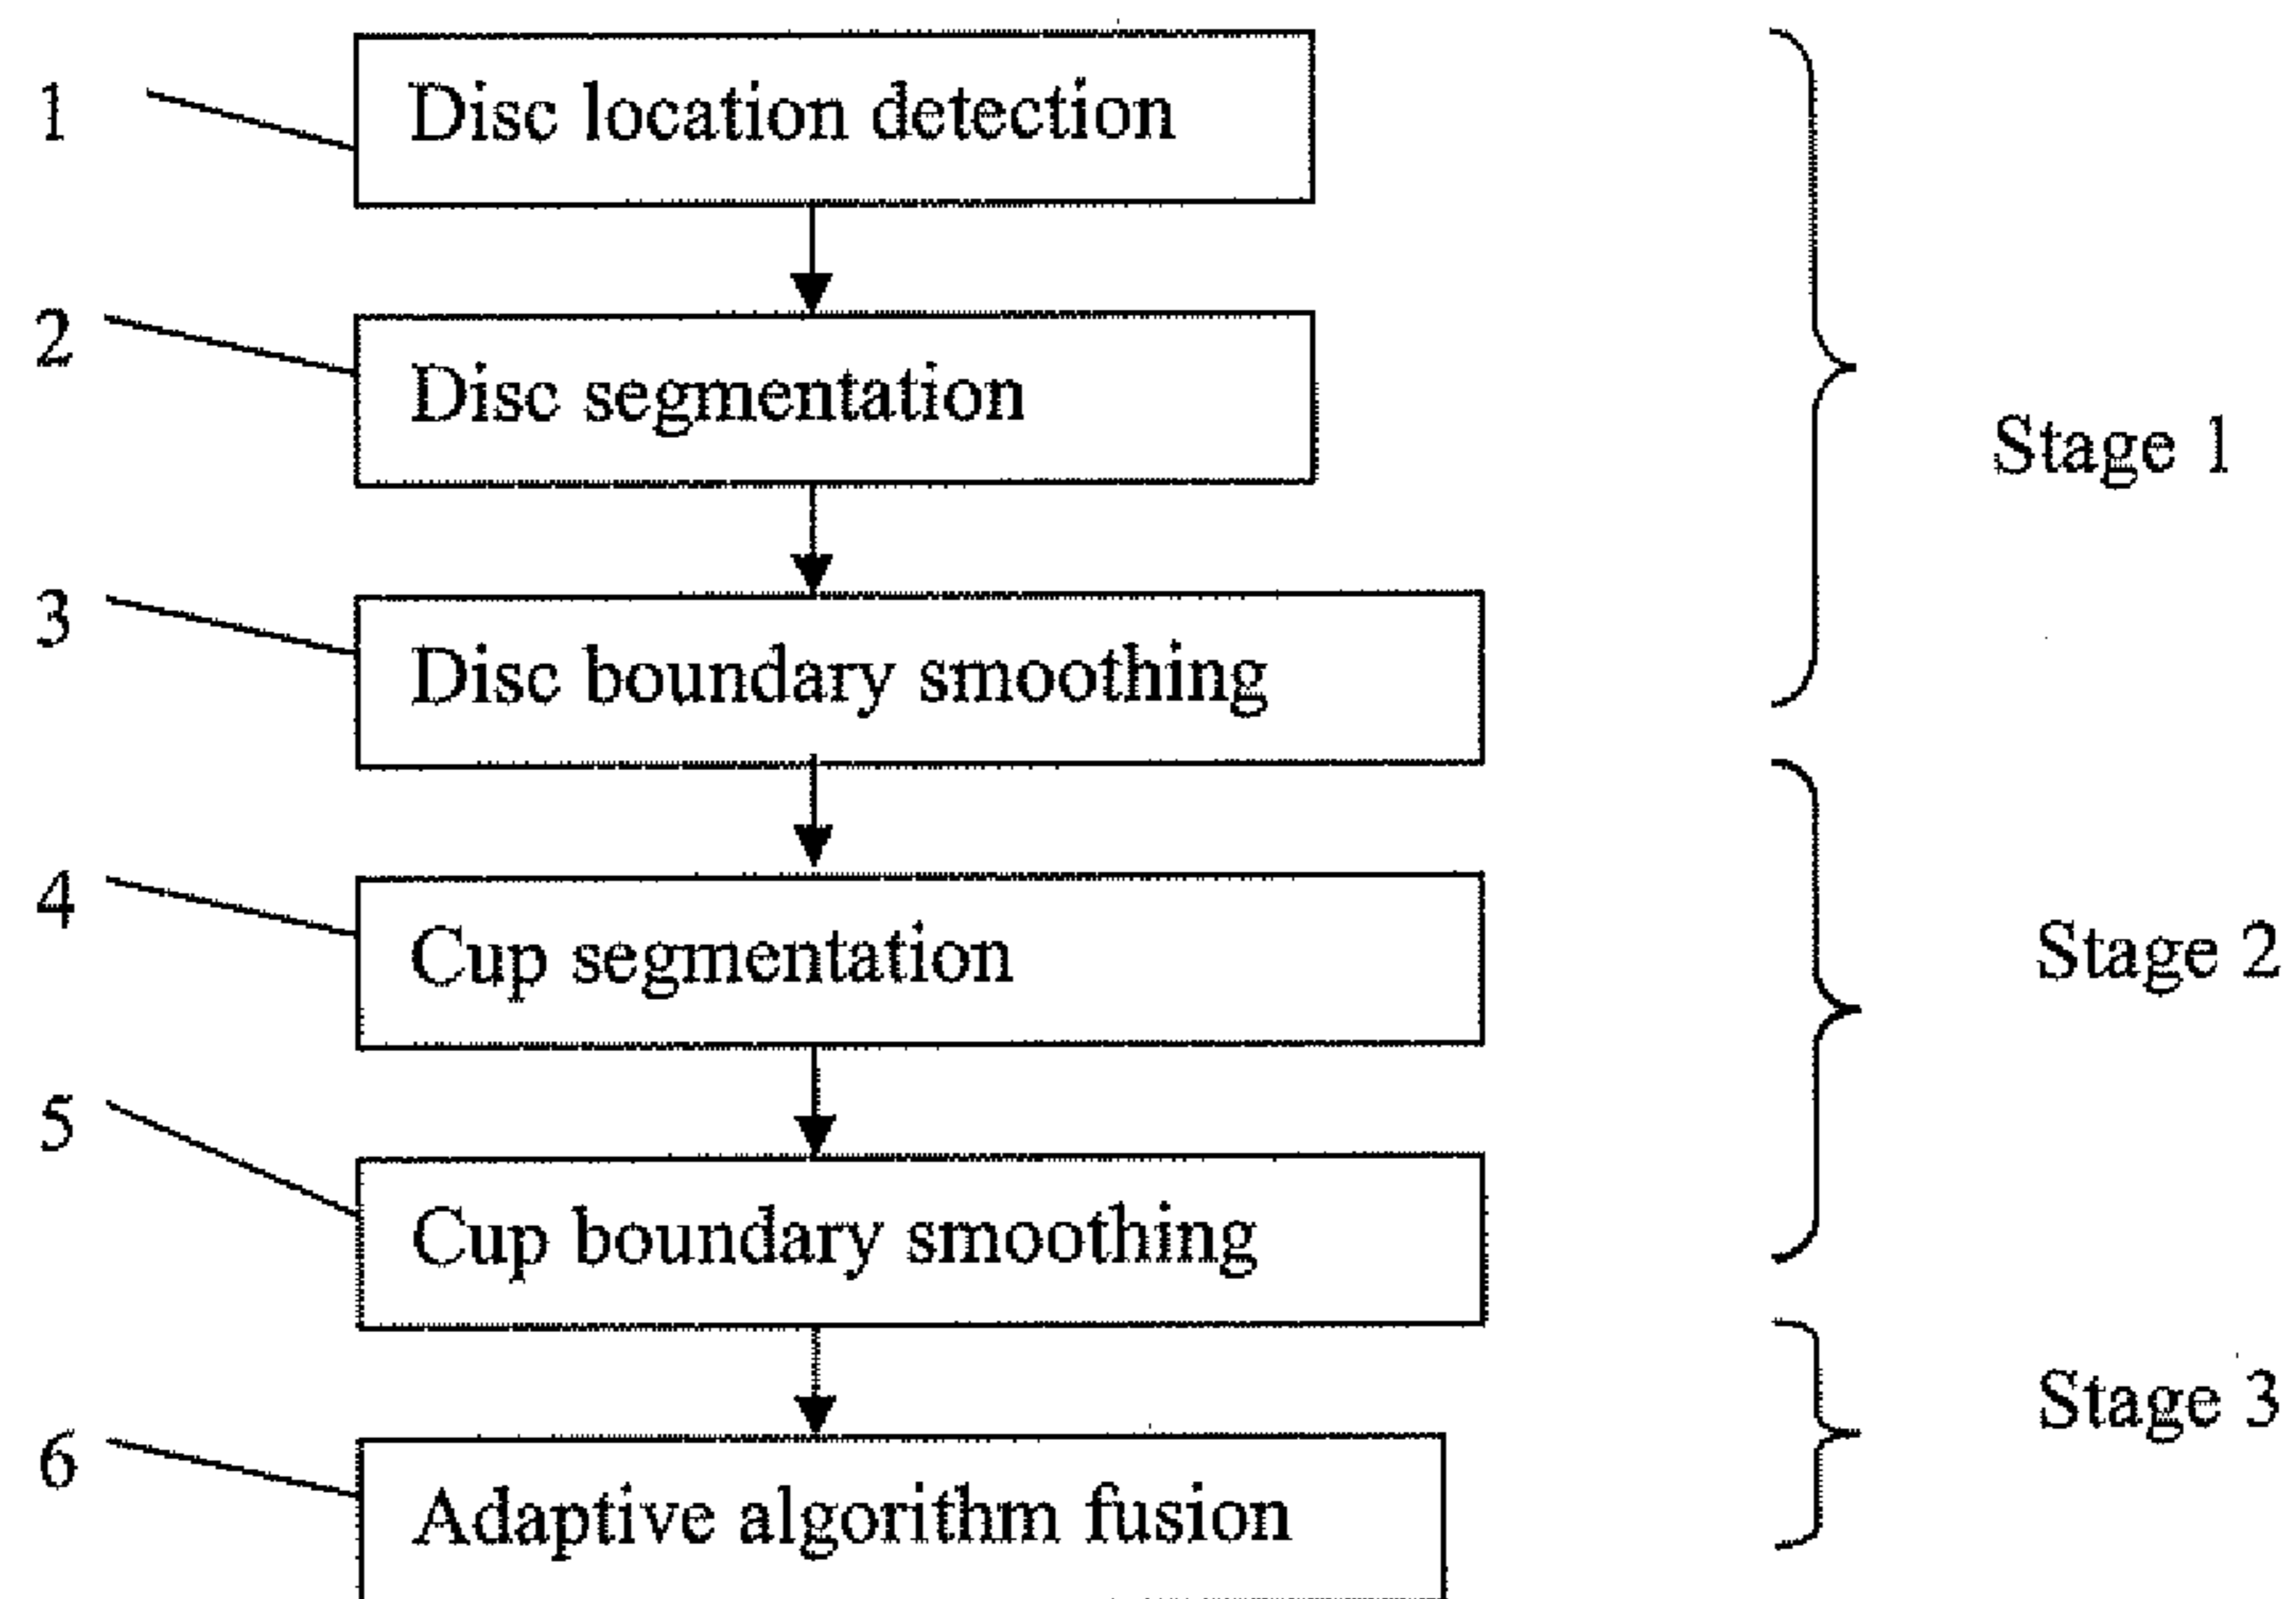 1 Disc location detection
2 Disc segmentation
Stage 1
3 Disc boundary smoothing
4 Cup segmentation
Stage 2
5 Cup boundary smoothing
Stage 3
6 Adaptive algorithm fusion